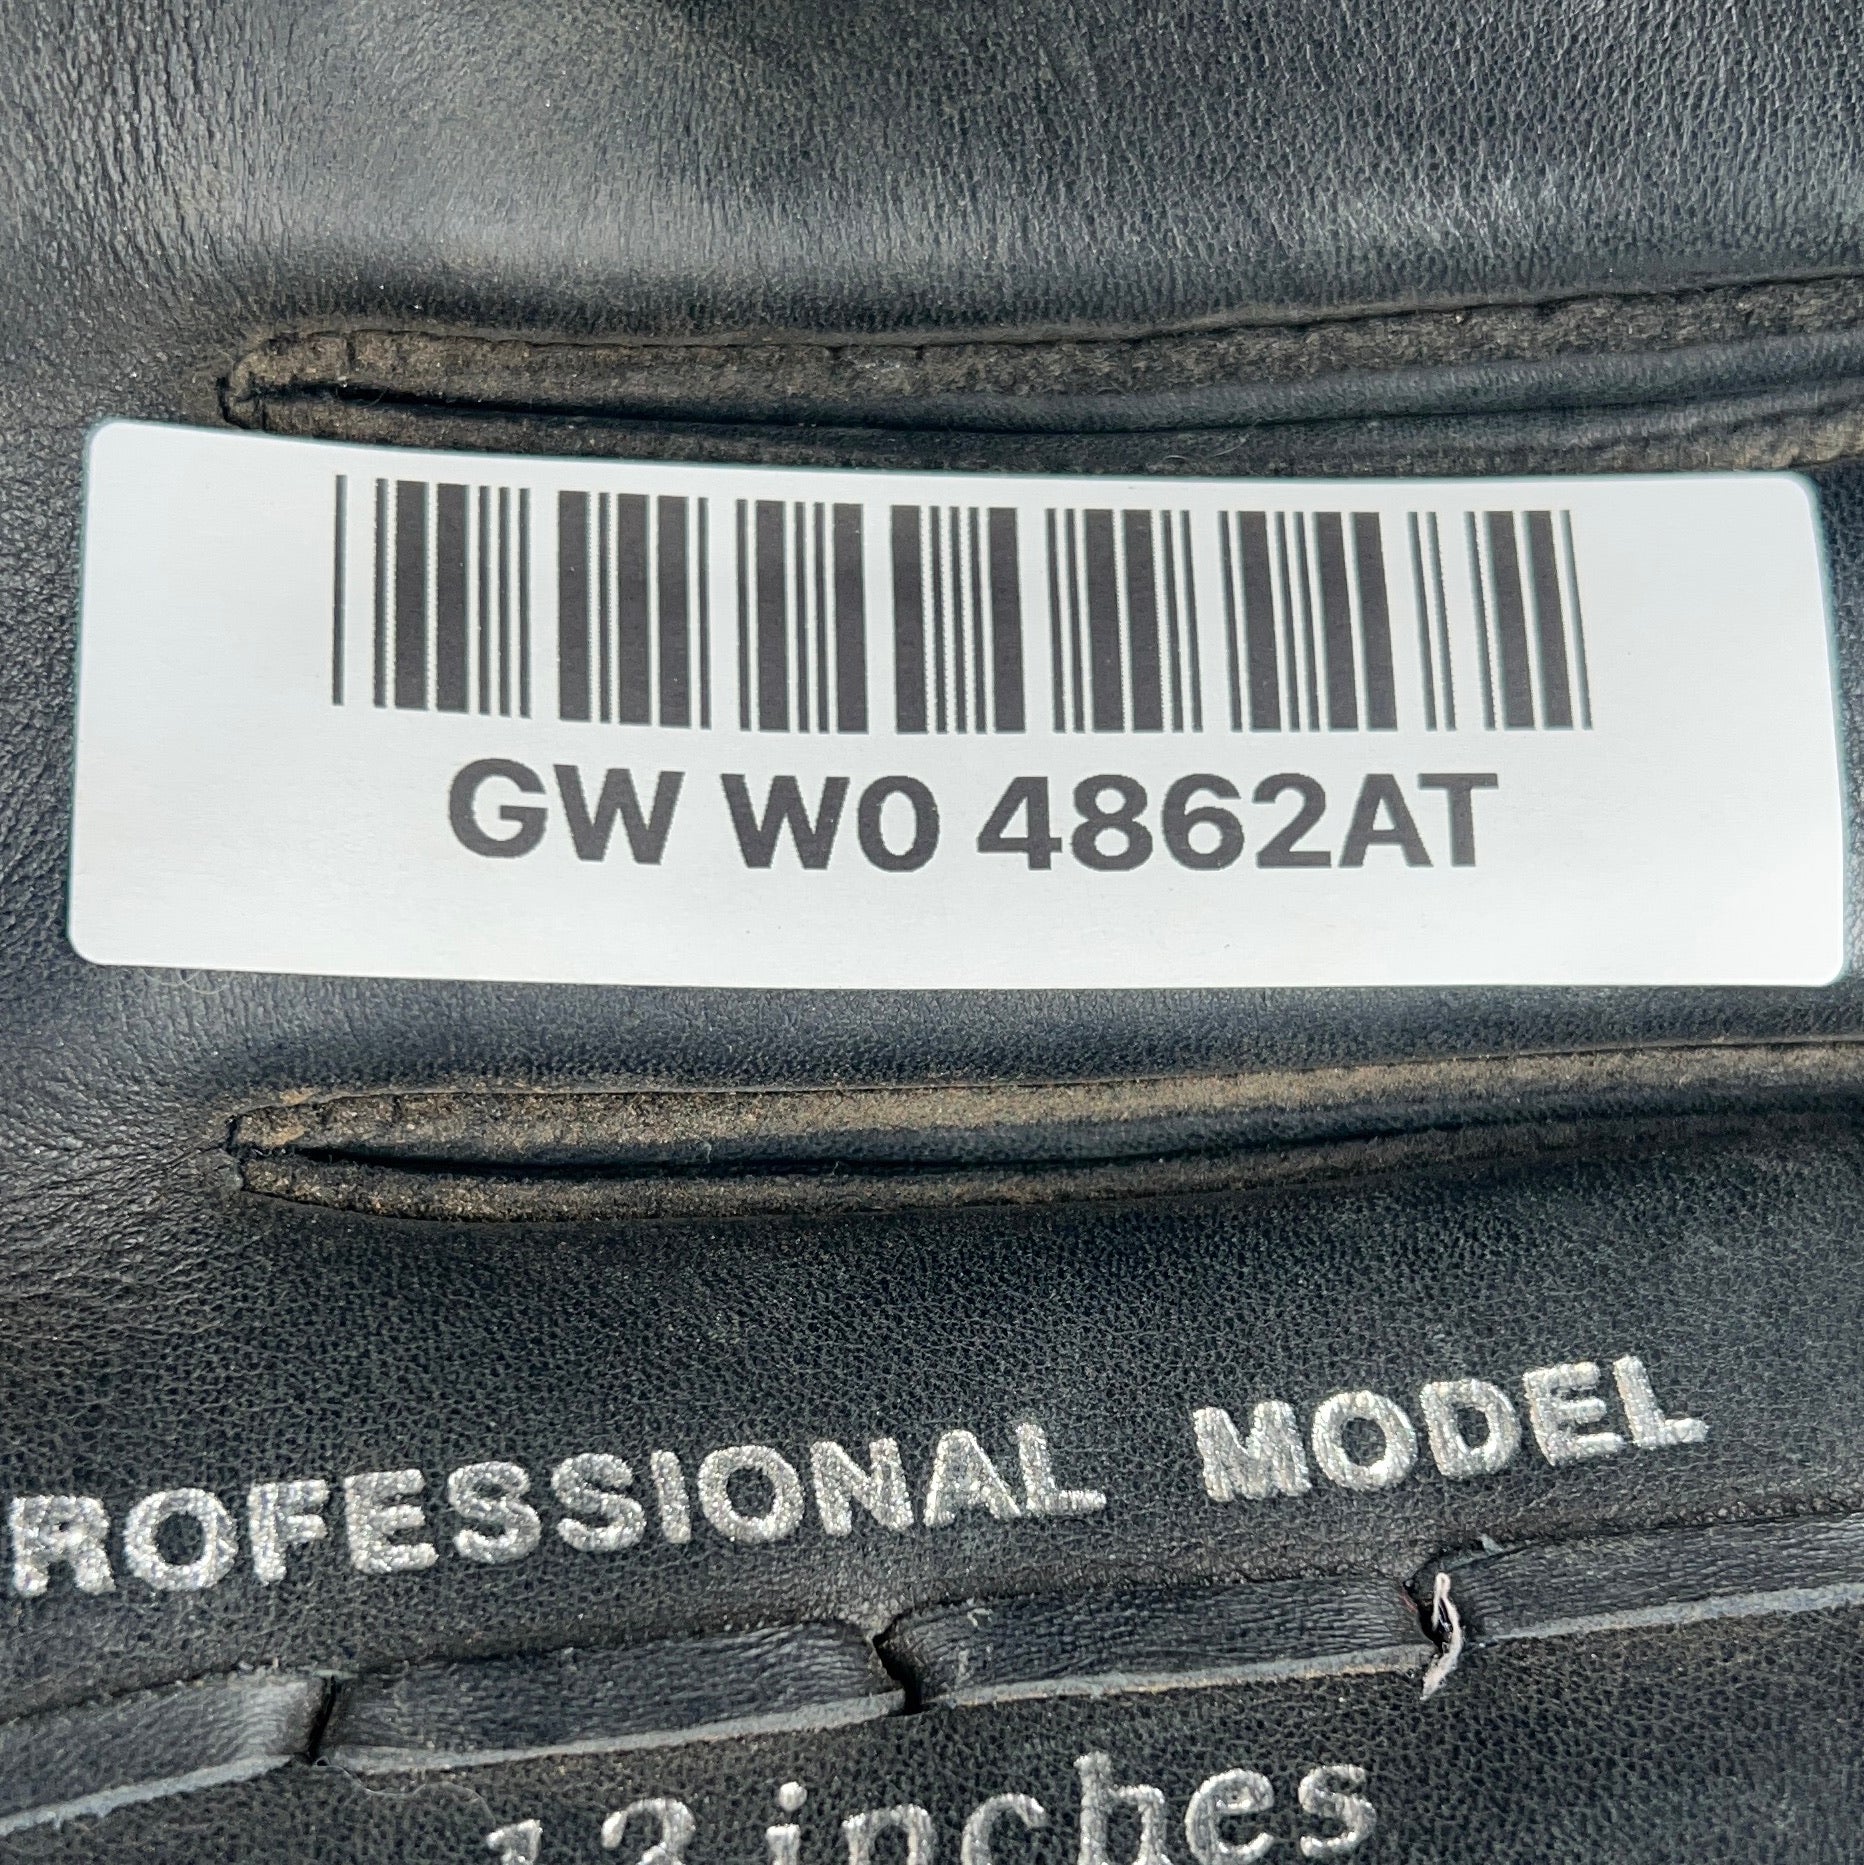 GW W0 4862AT
ROFESSIONAL MODEL
inches